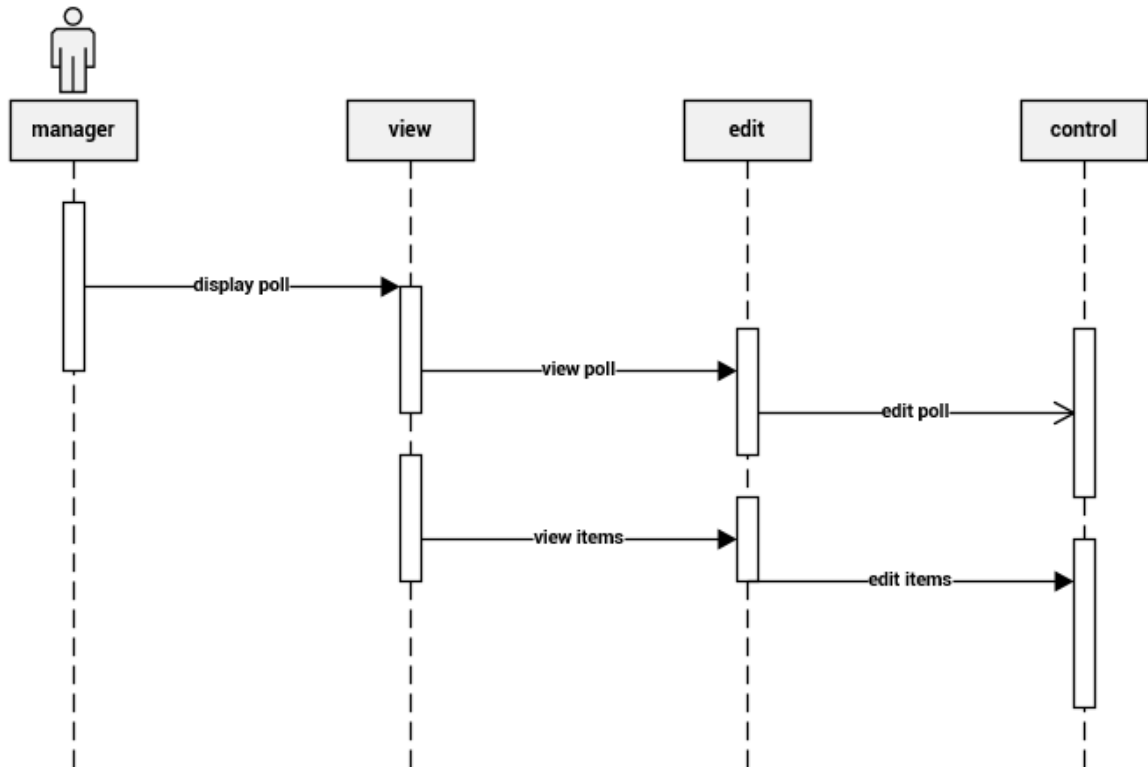 manager
view
edit
control
display poll
view poll
edit poll
view items
edit items